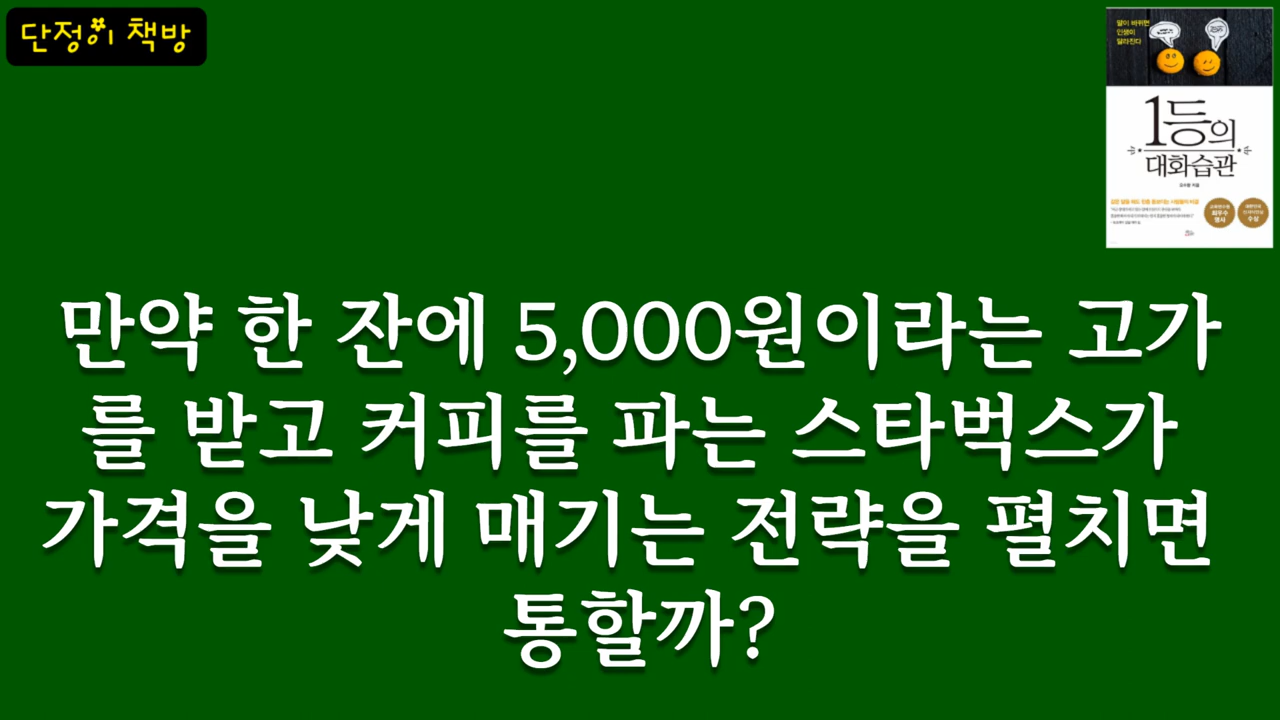 단정이 책방
말이 바뀌면
인생이
달라진다
1등의
대화습관
만약 한 잔에 5,000원이라는 고가
를 받고 커피를 파는 스타벅스가
가격을 낮게 매기는 전략을 펼치면
통할까?